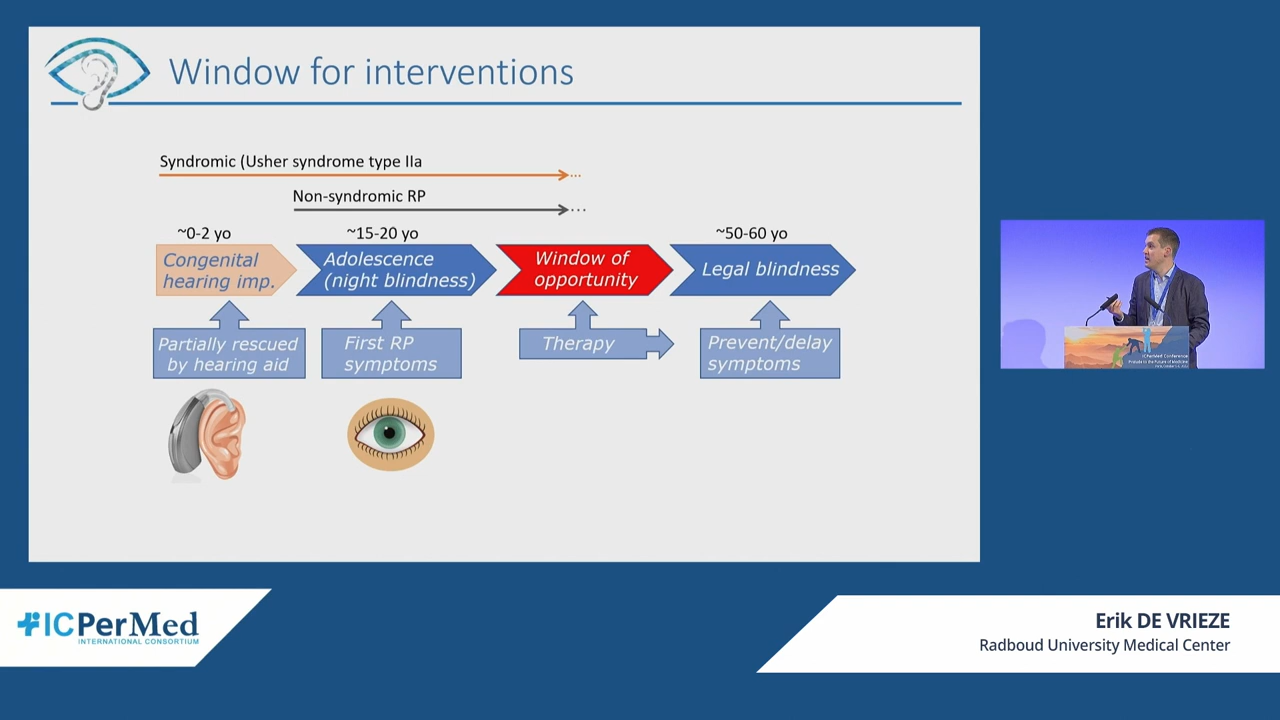 Window for interventions
Syndromic (Usher syndrome type IIa
Non-syndromic RP
~0-2 yo
~15-20 yo
~50-60 yo
Congenital
hearing imp.
Adolescence
(night blindness)
Window of
opportunity
Legal blindness
Partially rescued
by hearing aid
First RP
symptoms
Therapy
Prevent/delay
symptoms
ICPerMed Conference
ICPerMed
INTERNATIONAL CONSORTIUM
Erik DE VRIEZE
Radboud University Medical Center